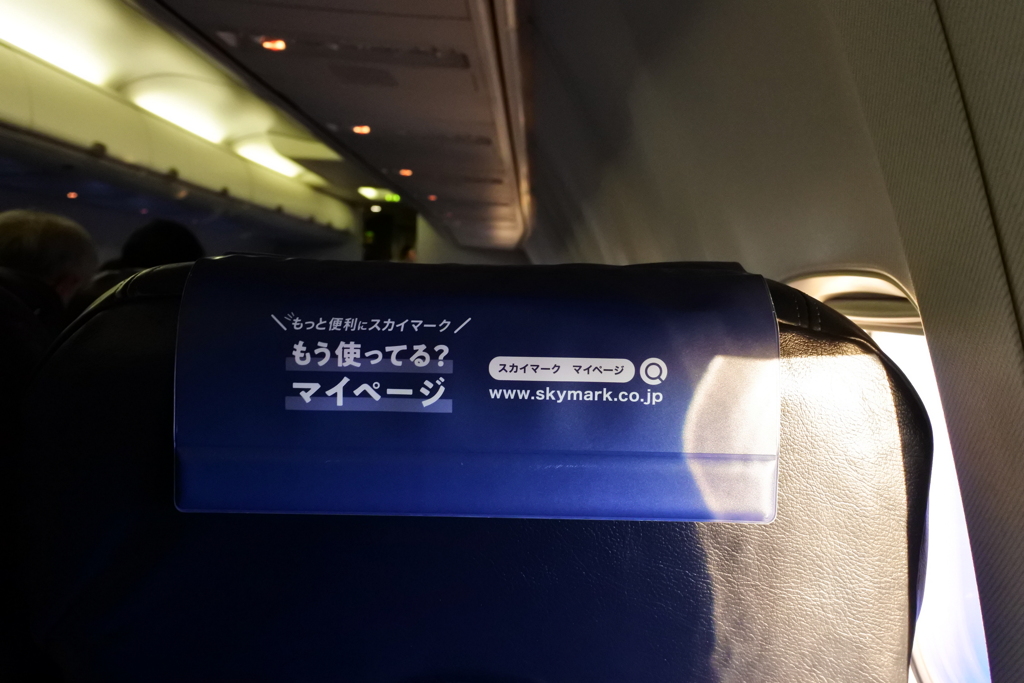 もっと便利にスカイマーク
もう使ってる?
マイページ
スカイマーク マイページ
www.skymark.co.jp